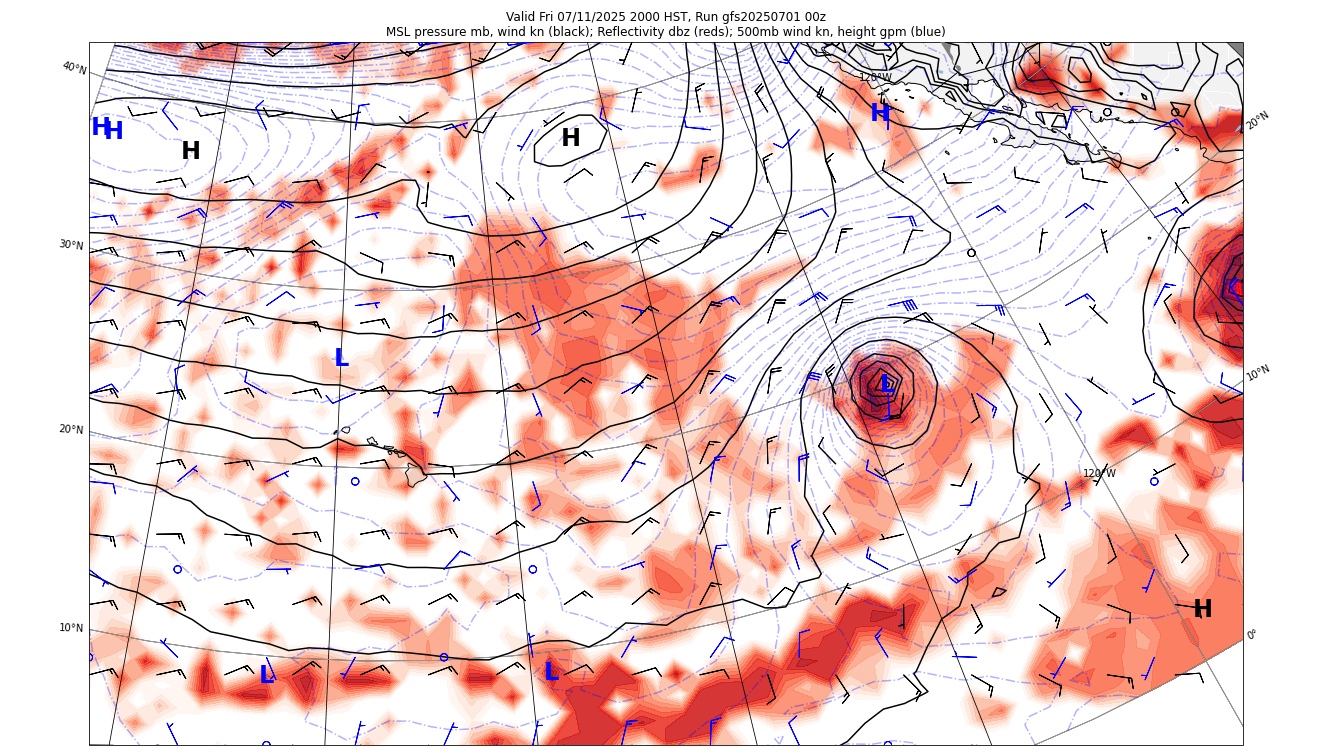 Valid Fri 07/11/2025 2000 HST, Run gfs20250701 00z
MSL pressure mb, wind kn (black); Reflectivity dbz (reds); 500mb wind kn, height gpm (blue)
40°N
120°W
H
20°N
H
H
H
H
30°N
L
L
10°N
20°N
120°W
H
10°N
0°
L
L